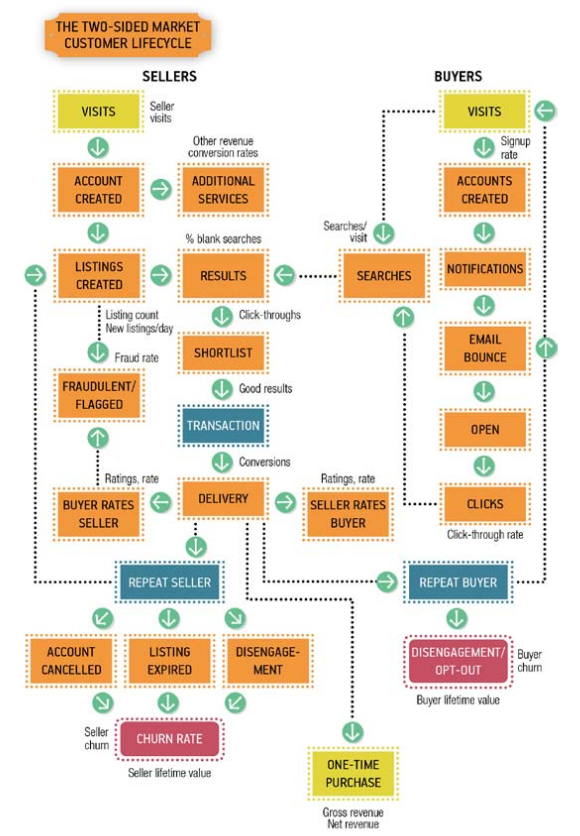 THE TWO-SIDED MARKET
CUSTOMER LIFECYCLE
SELLERS
BUYERS
VISITS
Seller
visits
VISITS
Signup
rate
Other revenue
conversion rates
ACCOUNT
CREATED
ADDITIONAL
SERVICES
ACCOUNTS
CREATED
Searches/
visit
% blank searches
LISTINGS
CREATED
RESULTS
SEARCHES
NOTIFICATIONS
Listing count
New listings/day
Click-throughs
Fraud rate
SHORTLIST
EMAIL
BOUNCE
FRAUDULENT/
FLAGGED
Good results
TRANSACTION
OPEN
Conversions
Ratings, rate
Ratings, rate
BUYER RATES
SELLER
DELIVERY
SELLER RATES
BUYER
CLICKS
Click-through rate
REPEAT SELLER
REPEAT BUYER
ACCOUNT
CANCELLED
LISTING
EXPIRED
DISENGAGE-
MENT
DISENGAGEMENT/
OPT-OUT
Buyer
churn
Buyer lifetime value
Seller
churn
CHURN RATE
Seller lifetime value
ONE-TIME
PURCHASE
Gross revenue
Net revenue